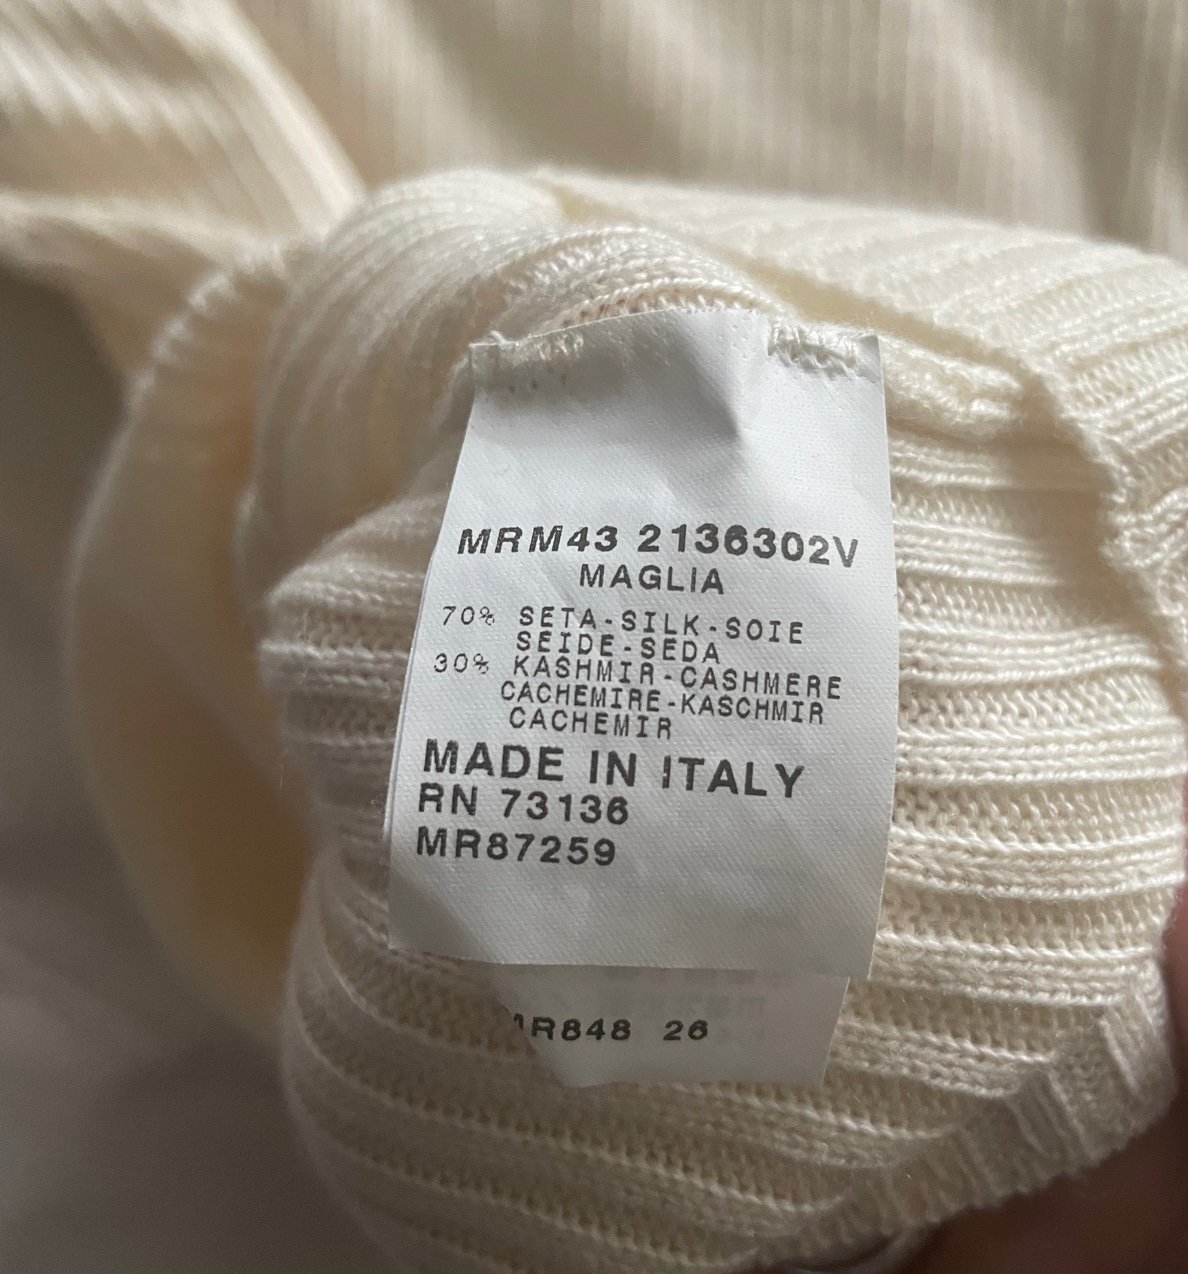 MRM43 2136302V
MAGLIA
70% SETA-SILK-SOIE
SEIDE-SEDA
30% KASHMIR-CASHMERE
CACHEMIRE-KASCHMIR
CACHEMIR
MADE IN ITALY
RN 73136
MR87259
MR848 26